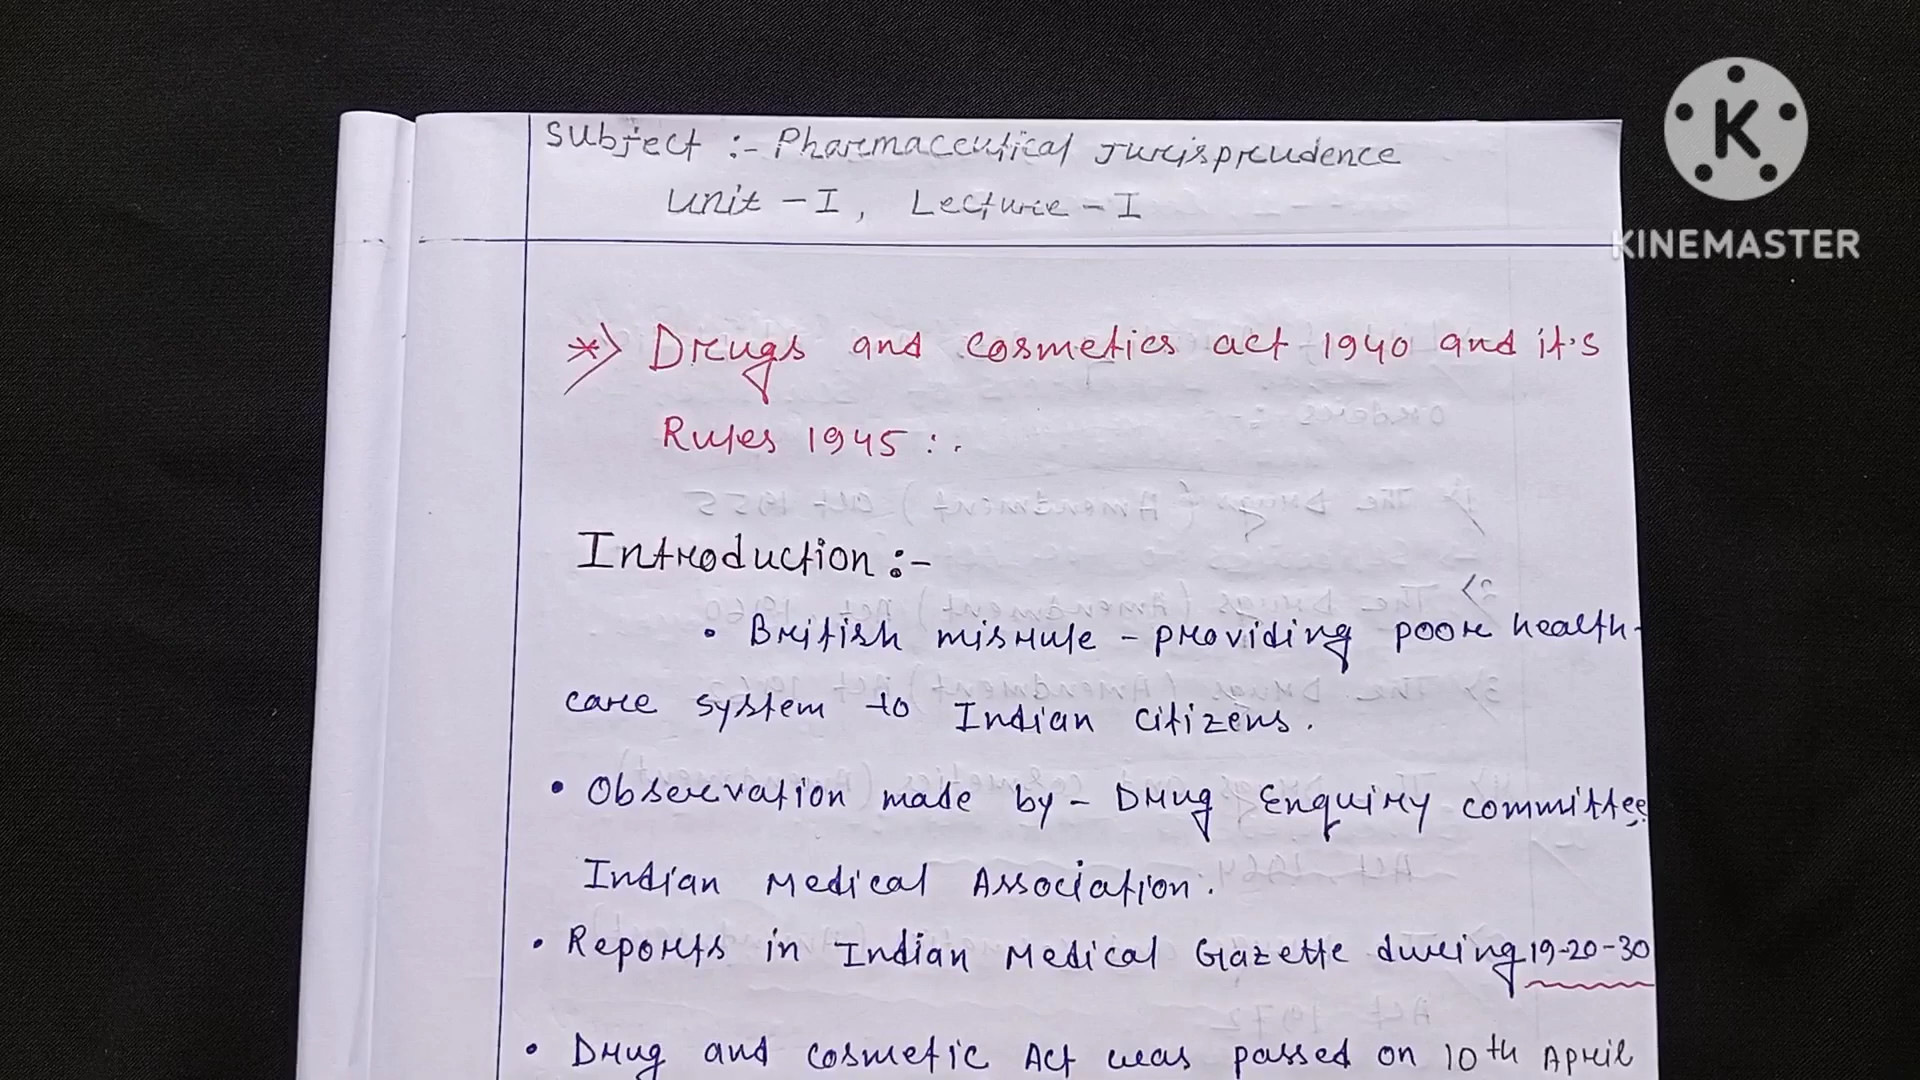 Subject :- Pharmaceutical Jurisprudence
Unit - I, Lecture - I
KINEMASTER
*> Drugs and cosmetics act 1940 and it's
Rules 1945 :.
Introduction :-
• British misrule - providing poor health-
care system to Indian citizens.
• Observation made by - Drug Enquiry committee
Indian Medical Association.
• Reports in Indian Medical Gazette during 19-20-30
• Drug and cosmetic Act was passed on 10th April